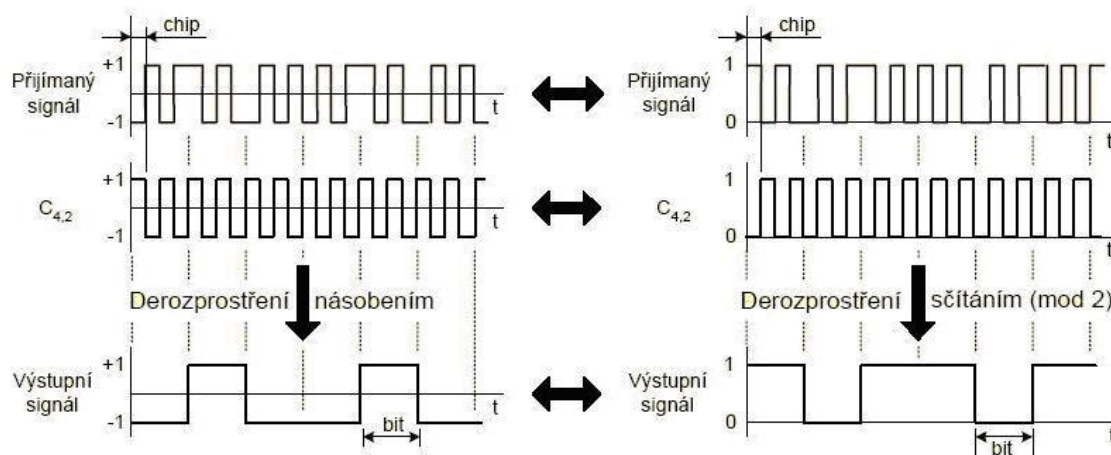 chip
+1
Přijímaný
signál
-1
t
+1
C4,2
-1
t
Derozprostření násobením
+1
Výstupní
signál
-1
t
bit
chip
1
Přijímaný
signál
0
t
1
C4,2
0
t
Derozprostření sčítáním (mod 2)
1
Výstupní
signál
0
t
bit